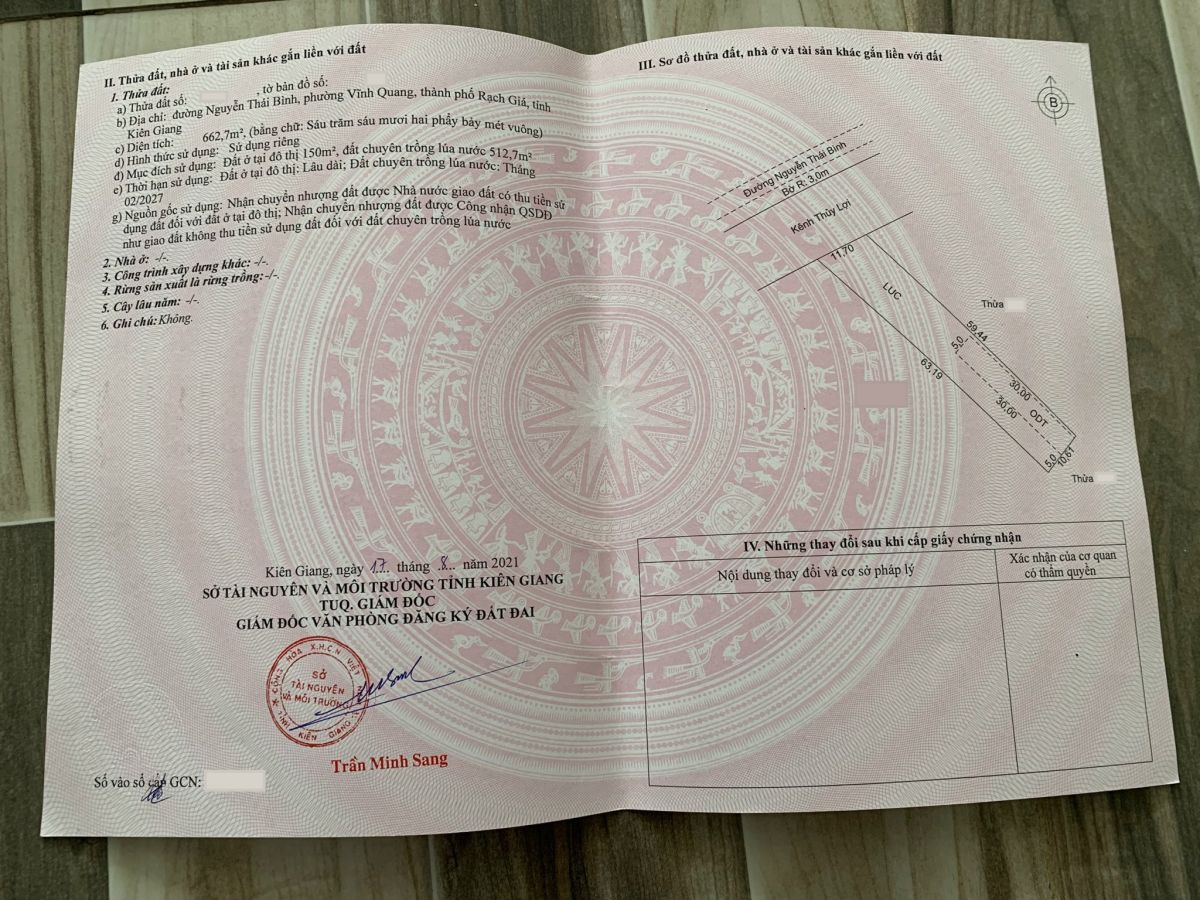 II. Thửa đất, nhà ở và tài sản khác gắn liền với đất
1. Thửa đất:
a) Thửa đất số: , tờ bản đồ số:
b) Địa chỉ: đường Nguyễn Thái Bình, phường Vĩnh Quang, thành phố Rạch Giá, tỉnh
Kiên Giang
c) Diện tích: 662,7m², (bằng chữ: Sáu trăm sáu mươi hai phẩy bảy mét vuông)
d) Hình thức sử dụng: Sử dụng riêng
đ) Mục đích sử dụng: Đất ở tại đô thị 150m², đất chuyên trồng lúa nước 512,7m²
e) Thời hạn sử dụng: Đất ở tại đô thị: Lâu dài; Đất chuyên trồng lúa nước: Tháng
02/2027
g) Nguồn gốc sử dụng: Nhận chuyển nhượng đất được Nhà nước giao đất có thu tiền sử
dụng đất đối với đất ở tại đô thị; Nhận chuyển nhượng đất được Công nhận QSDĐ
như giao đất không thu tiền sử dụng đất đối với đất chuyên trồng lúa nước
2. Nhà ở: -/-.
3. Công trình xây dựng khác: -/-.
4. Rừng sản xuất là rừng trồng: -/-.
5. Cây lâu năm: -/-.
6. Ghi chú: Không.
Kiên Giang, ngày 17 tháng 8 năm 2021
SỞ TÀI NGUYÊN VÀ MÔI TRƯỜNG TỈNH KIÊN GIANG
TUQ. GIÁM ĐỐC
GIÁM ĐỐC VĂN PHÒNG ĐĂNG KÝ ĐẤT ĐAI
CỘNG HÒA X.H.C.N VIỆT NAM
SỞ
TÀI NGUYÊN
VÀ MÔI TRƯỜNG
TỈNH KIÊN GIANG
Trần Minh Sang
Số vào sổ cấp GCN:
III. Sơ đồ thửa đất, nhà ở và tài sản khác gắn liền với đất
B
Đường Nguyễn Thái Bình
Bờ R: 3.0m
Kênh Thủy Lợi
11,70
LUC
Thửa
59,44
5,0
63,19
30,00
30,00
ODT
5,0
10,61
Thửa
IV. Những thay đổi sau khi cấp giấy chứng nhận
Nội dung thay đổi và cơ sở pháp lý
Xác nhận của cơ quan
có thẩm quyền